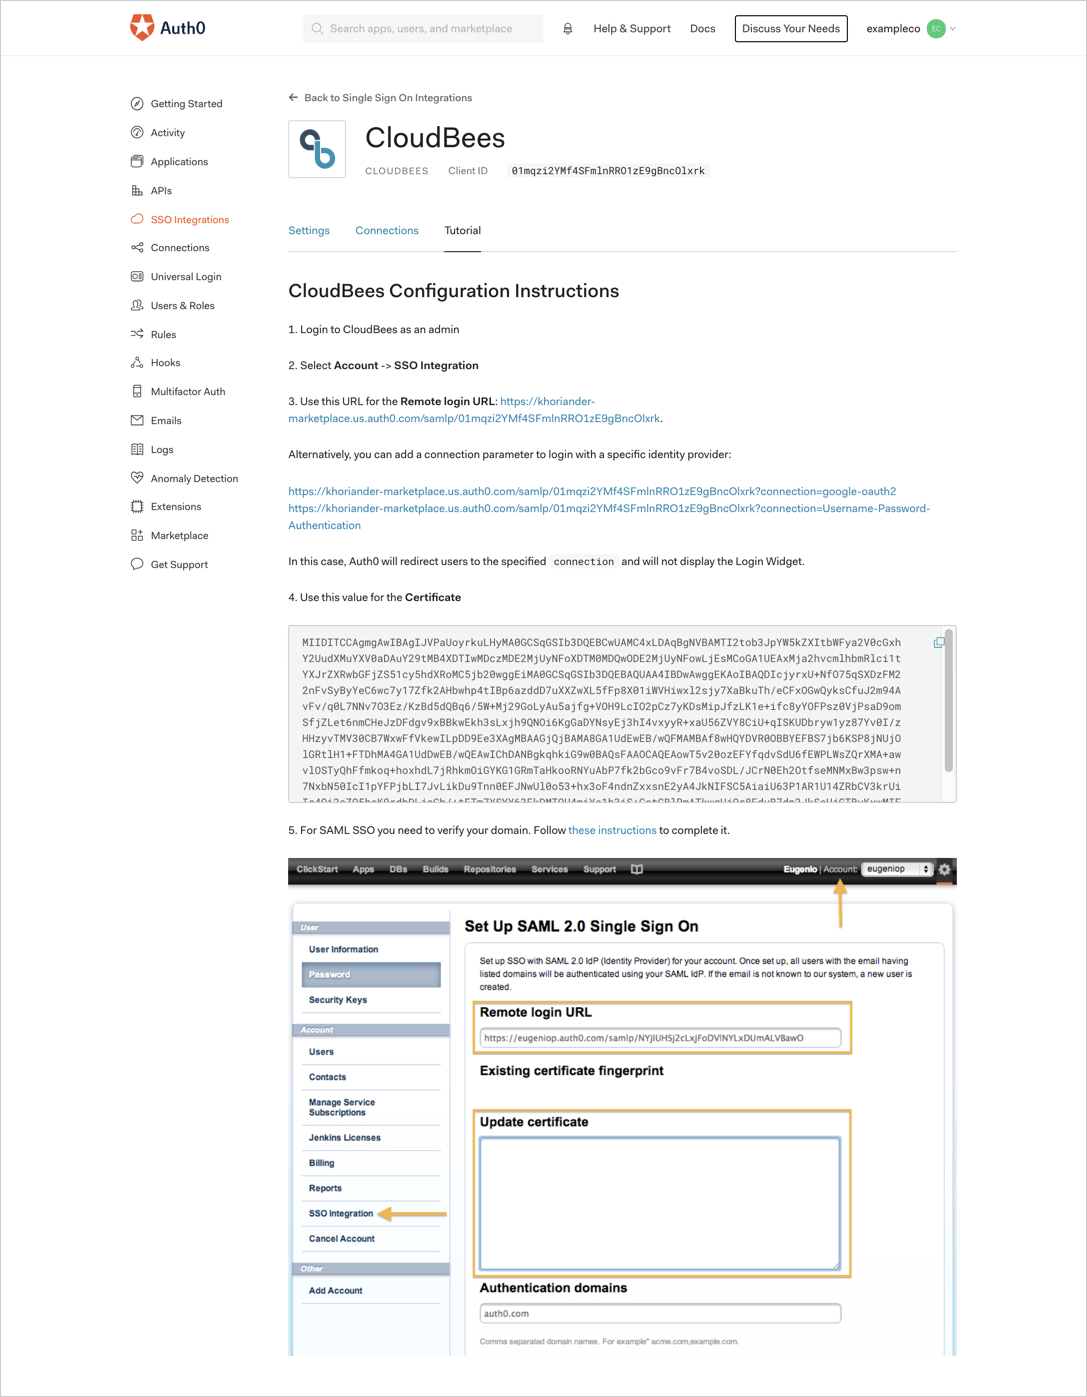 Auth0
Search apps, users, and marketplace
Help & Support
Docs
Discuss Your Needs
exampleco
EC
Getting Started
Activity
Applications
APIs
SSO Integrations
Connections
Universal Login
Users & Roles
Rules
Hooks
Multifactor Auth
Emails
Logs
Anomaly Detection
Extensions
Marketplace
Get Support
Back to Single Sign On Integrations
CloudBees
CLOUDBEES
Client ID
01mqzi2YMf4SFmlnRRO1zE9gBncOlxrk
Settings
Connections
Tutorial
CloudBees Configuration Instructions
1. Login to CloudBees as an admin
2. Select Account -> SSO Integration
3. Use this URL for the Remote login URL: https://khoriander-
marketplace.us.auth0.com/samlp/01mqzi2YMf4SFmlnRRO1zE9gBncOlxrk.
Alternatively, you can add a connection parameter to login with a specific identity provider:
https://khoriander-marketplace.us.auth0.com/samlp/01mqzi2YMf4SFmlnRRO1zE9gBncOlxrk?connection=google-oauth2
https://khoriander-marketplace.us.auth0.com/samlp/01mqzi2YMf4SFmlnRRO1zE9gBncOlxrk?connection=Username-Password-
Authentication
In this case, Auth0 will redirect users to the specified connection and will not display the Login Widget.
4. Use this value for the Certificate
MIIDITCCAgmgAwIBAgIJVPaUoyrkuLHyMA0GCSqGSIb3DQEBCwUAMC4xLDAqBgNVBAMTI2tob3JpYW5kZXItbWFya2V0cGxh
Y2UudXMuYXV0aDAuY29tMB4XDTIwMDczMDE2MjUyNFoXDTM0MDQwODE2MjUyNFowLjEsMCoGA1UEAxMja2hvcmlhbmRlci1t
YXJrZXRwbGFjZS51cy5hdXRoMC5jb20wggEiMA0GCSqGSIb3DQEBAQUAA4IBDwAwggEKAoIBAQDIcjyrxU+NfO75qSXDzFM2
2nFvSyByYeC6wc7y17Zfk2AHbwhp4tIBp6azddD7uXXZwXL5fFp8X01iWVHiwxl2sjy7XaBkuTh/eCFxOGwQyksCfuJ2m94A
vFv/q0L7NNv7O3Ez/KzBd5dQBq6/5W+Mj29GoLyAu5ajfg+VOH9LcIO2pCz7yKDsMipJfzLK1e+ifc8yYOFPsz0VjPsaD9om
SfjZLet6nmCHeJzDFdgv9xBBkwEkh3sLxjh9QNOi6KgGaDYNsyEj3hI4vxyyR+xaU56ZVY8CiU+qISKUDbryw1yz87Yv0I/z
HHzyvTMV30CB7WxwFfVkewILpDD9Ee3XAgMBAAGjQjBAMA8GA1UdEwEB/wQFMAMBAf8wHQYDVR0OBBYEFBS7jb6KSP8jNUjO
lGRtlH1+FTDhMA4GA1UdDwEB/wQEAwIChDANBgkqhkiG9w0BAQsFAAOCAQEAowT5v20ozEFYfqdvSdU6fEWPLWsZQrXMA+aw
vlOSTyQhFfmkoq+hoxhdL7jRhkmOiGYKG1GRmTaHkooRNYuAbP7fk2bGco9vFr7B4voSDL/JCrN0Eh2OtfseMNMxBw3psw+n
7NxbN50IcI1pYFPjbLI7JvLikDu9Tnn0EFJNwUl0o53+hx3oF4ndnZxxsnE2yA4JkNIFSC5AiaiU63P1AR1U14ZRbCV3krUi
5. For SAML SSO you need to verify your domain. Follow these instructions to complete it.
ClickStart
Apps
DBs
Builds
Repositories
Services
Support
Eugenio | Account:
eugeniop
User
User Information
Password
Security Keys
Account
Users
Contacts
Manage Service
Subscriptions
Jenkins Licenses
Billing
Reports
SSO Integration
Cancel Account
Other
Add Account
Set Up SAML 2.0 Single Sign On
Set up SSO with SAML 2.0 IdP (Identity Provider) for your account. Once set up, all users with the email having
listed domains will be authenticated using your SAML IdP. If the email is not known to our system, a new user is
created.
Remote login URL
https://eugeniop.auth0.com/samlp/NYjIUHSj2cLxjFoDVlNYLxDUmALVBawO
Existing certificate fingerprint
Update certificate
Authentication domains
auth0.com
Comma separated domain names. For example" acme.com,example.com.